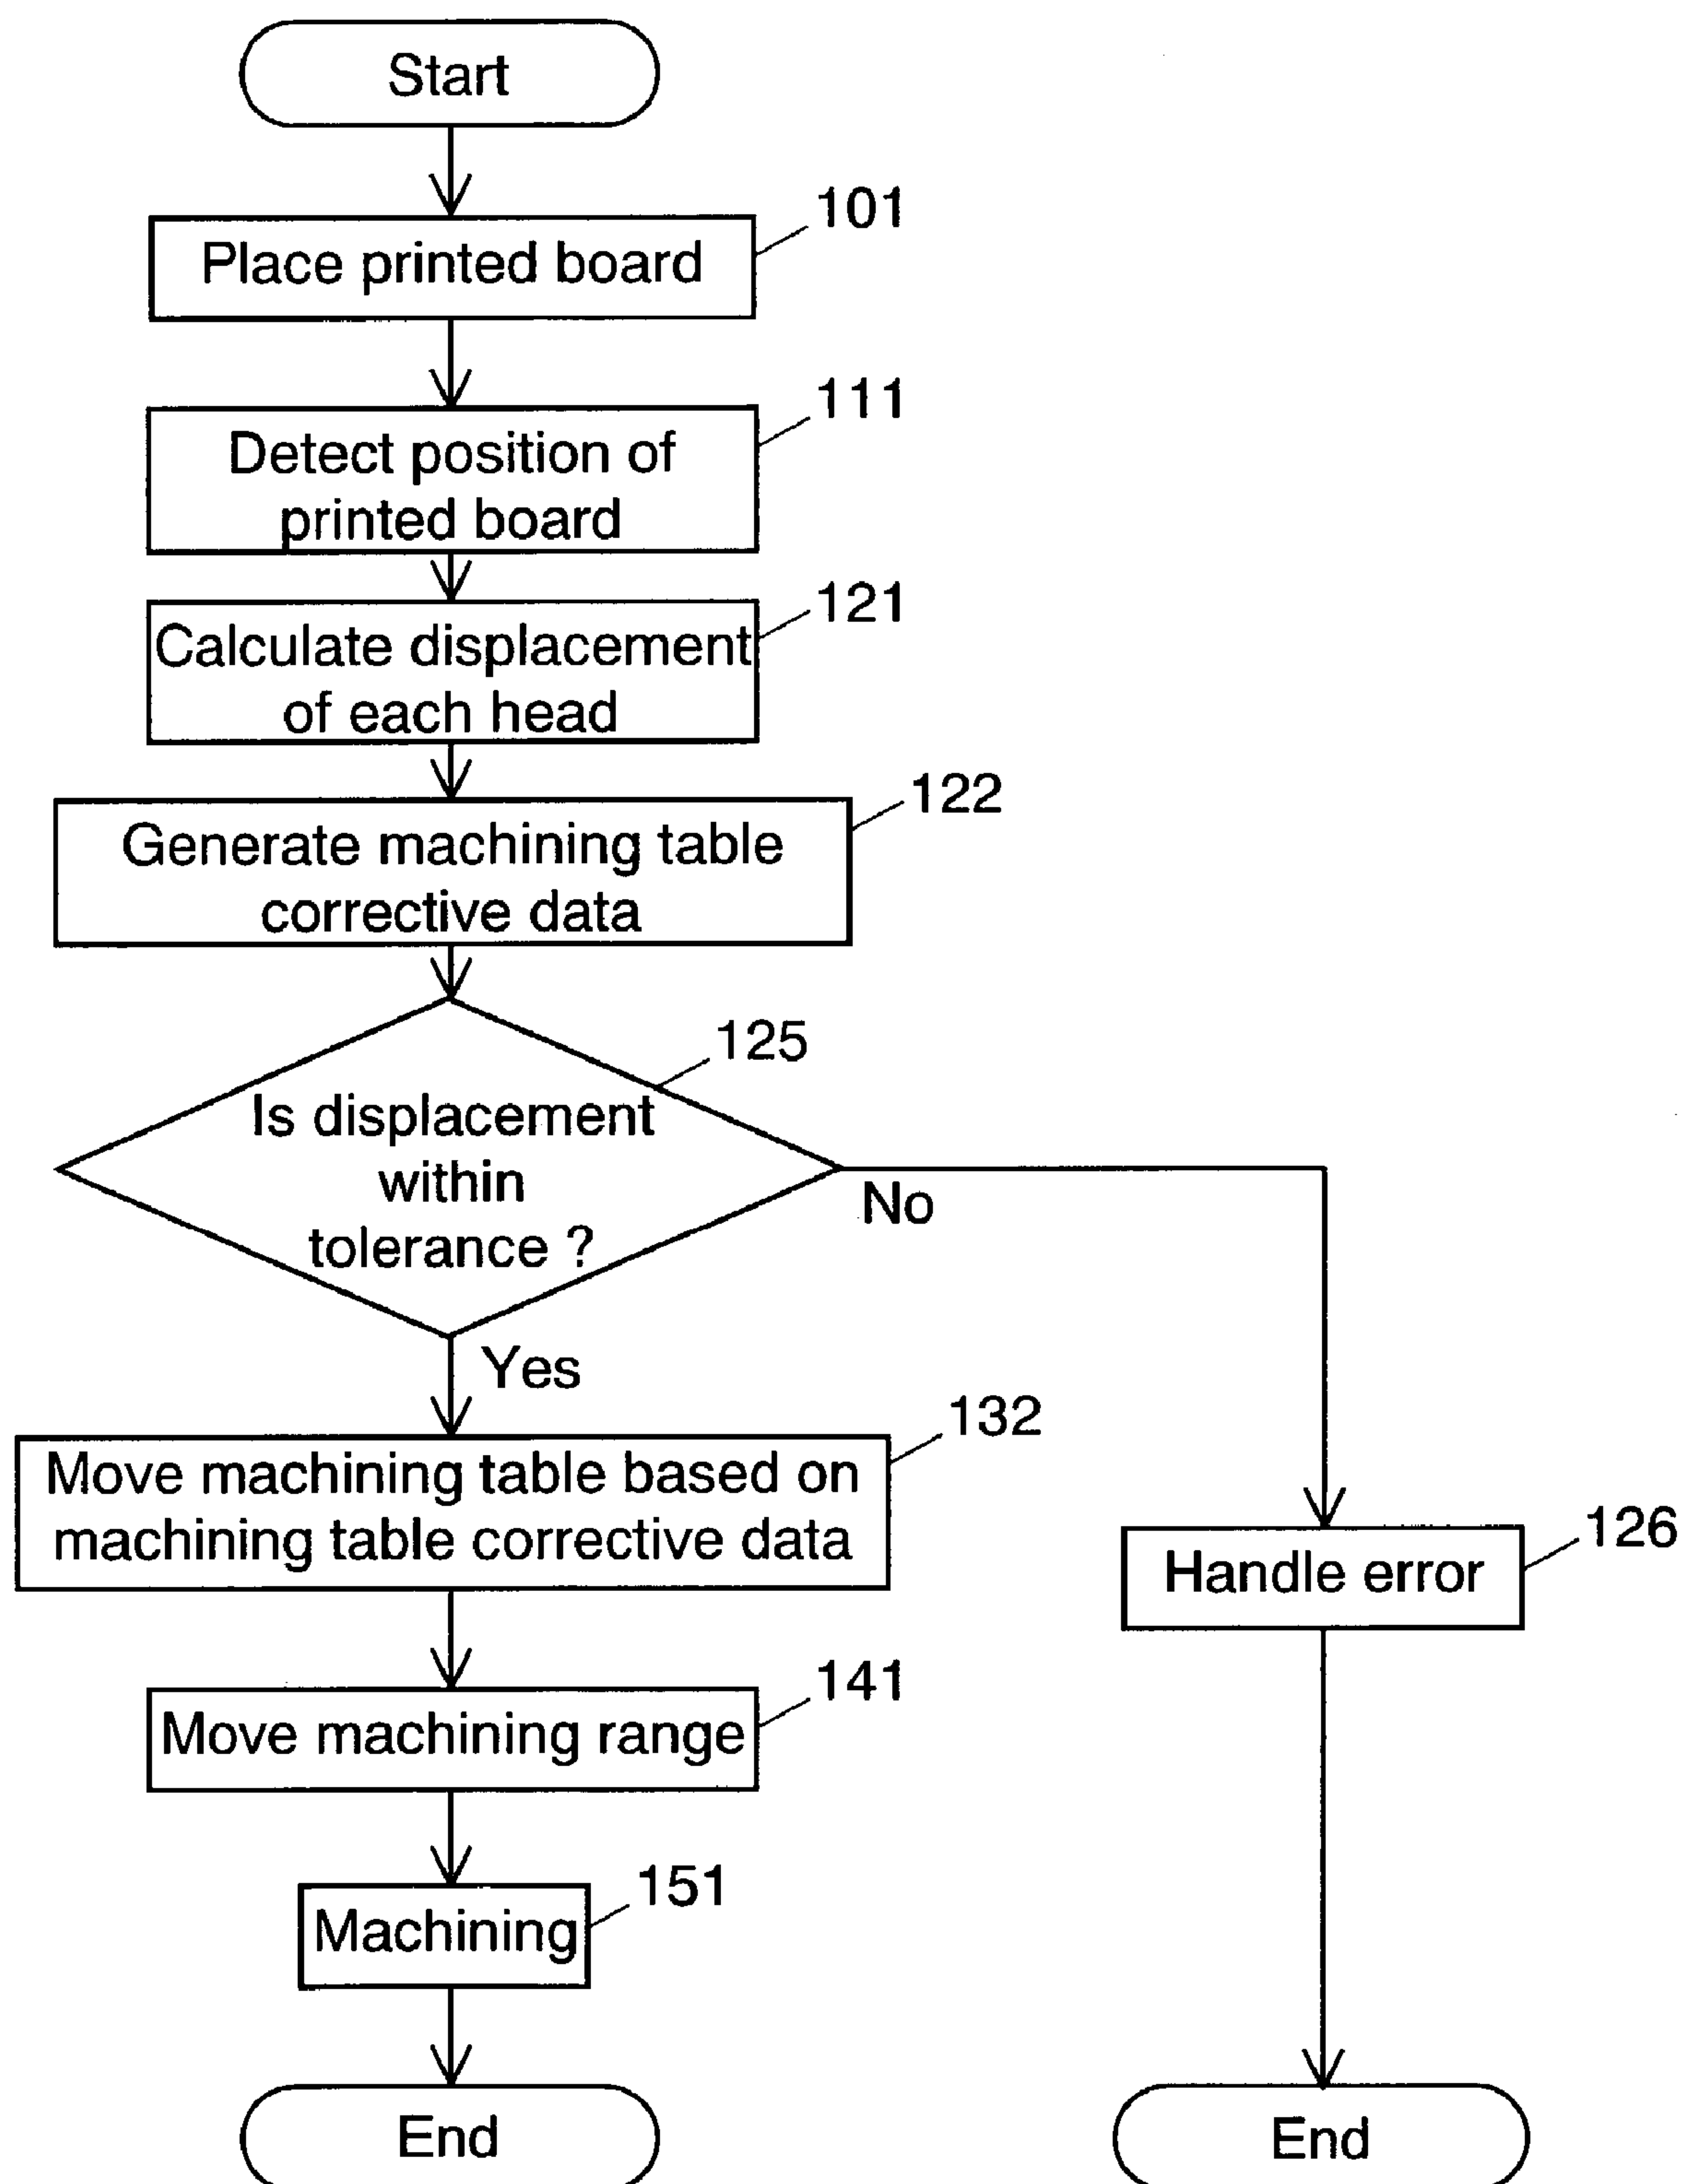 Start
101
Place printed board
111
Detect position of
printed board
121
Calculate displacement
of each head
122
Generate machining table
corrective data
125
Is displacement
within
tolerance ?
No
Yes
132
Move machining table based on
machining table corrective data
126
Handle error
141
Move machining range
151
Machining
End
End